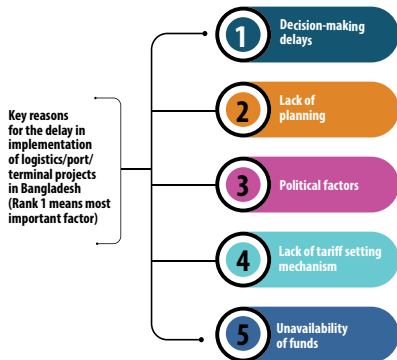 Key reasons
for the delay in
implementation
of logistics/port/
terminal projects
in Bangladesh
(Rank 1 means most
important factor)
1
Decision-making
delays
2
Lack of
planning
3
Political factors
4
Lack of tariff setting
mechanism
5
Unavailability
of funds